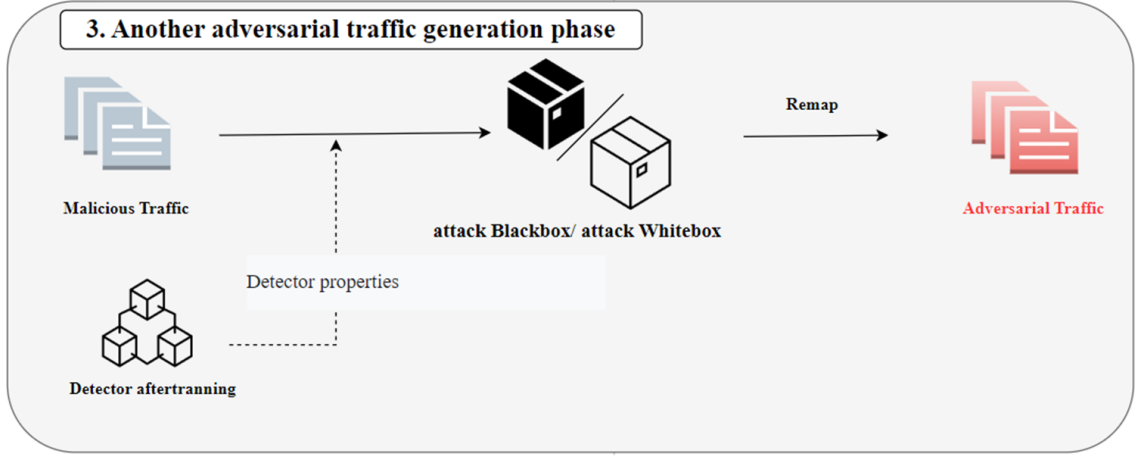 3. Another adversarial traffic generation phase
Remap
Malicious Traffic
Adversarial Traffic
attack Blackbox/ attack Whitebox
Detector properties
Detector aftertranning